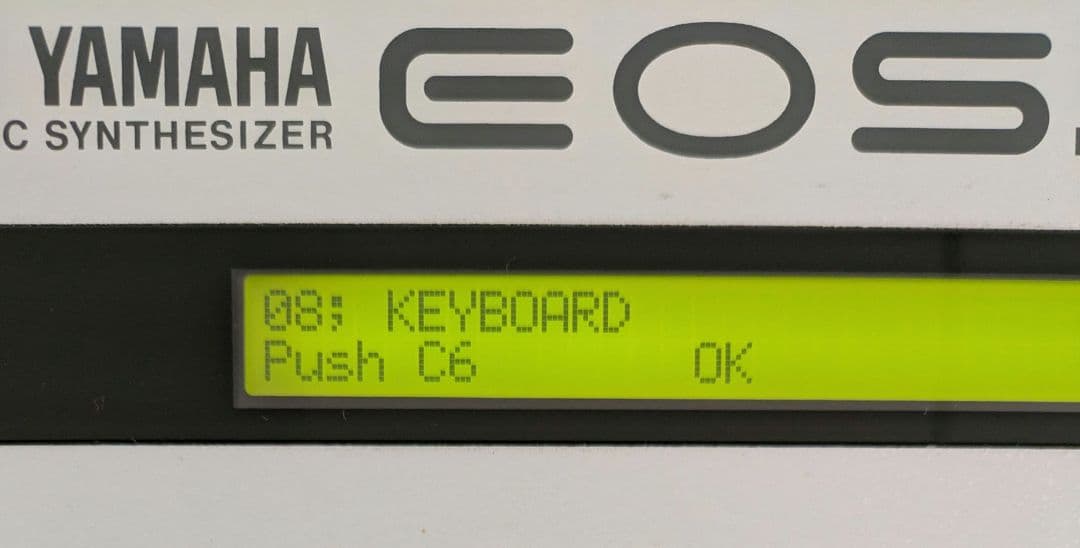 YAMAHA EOS
C SYNTHESIZER
08; KEYBOARD
Push C6 OK